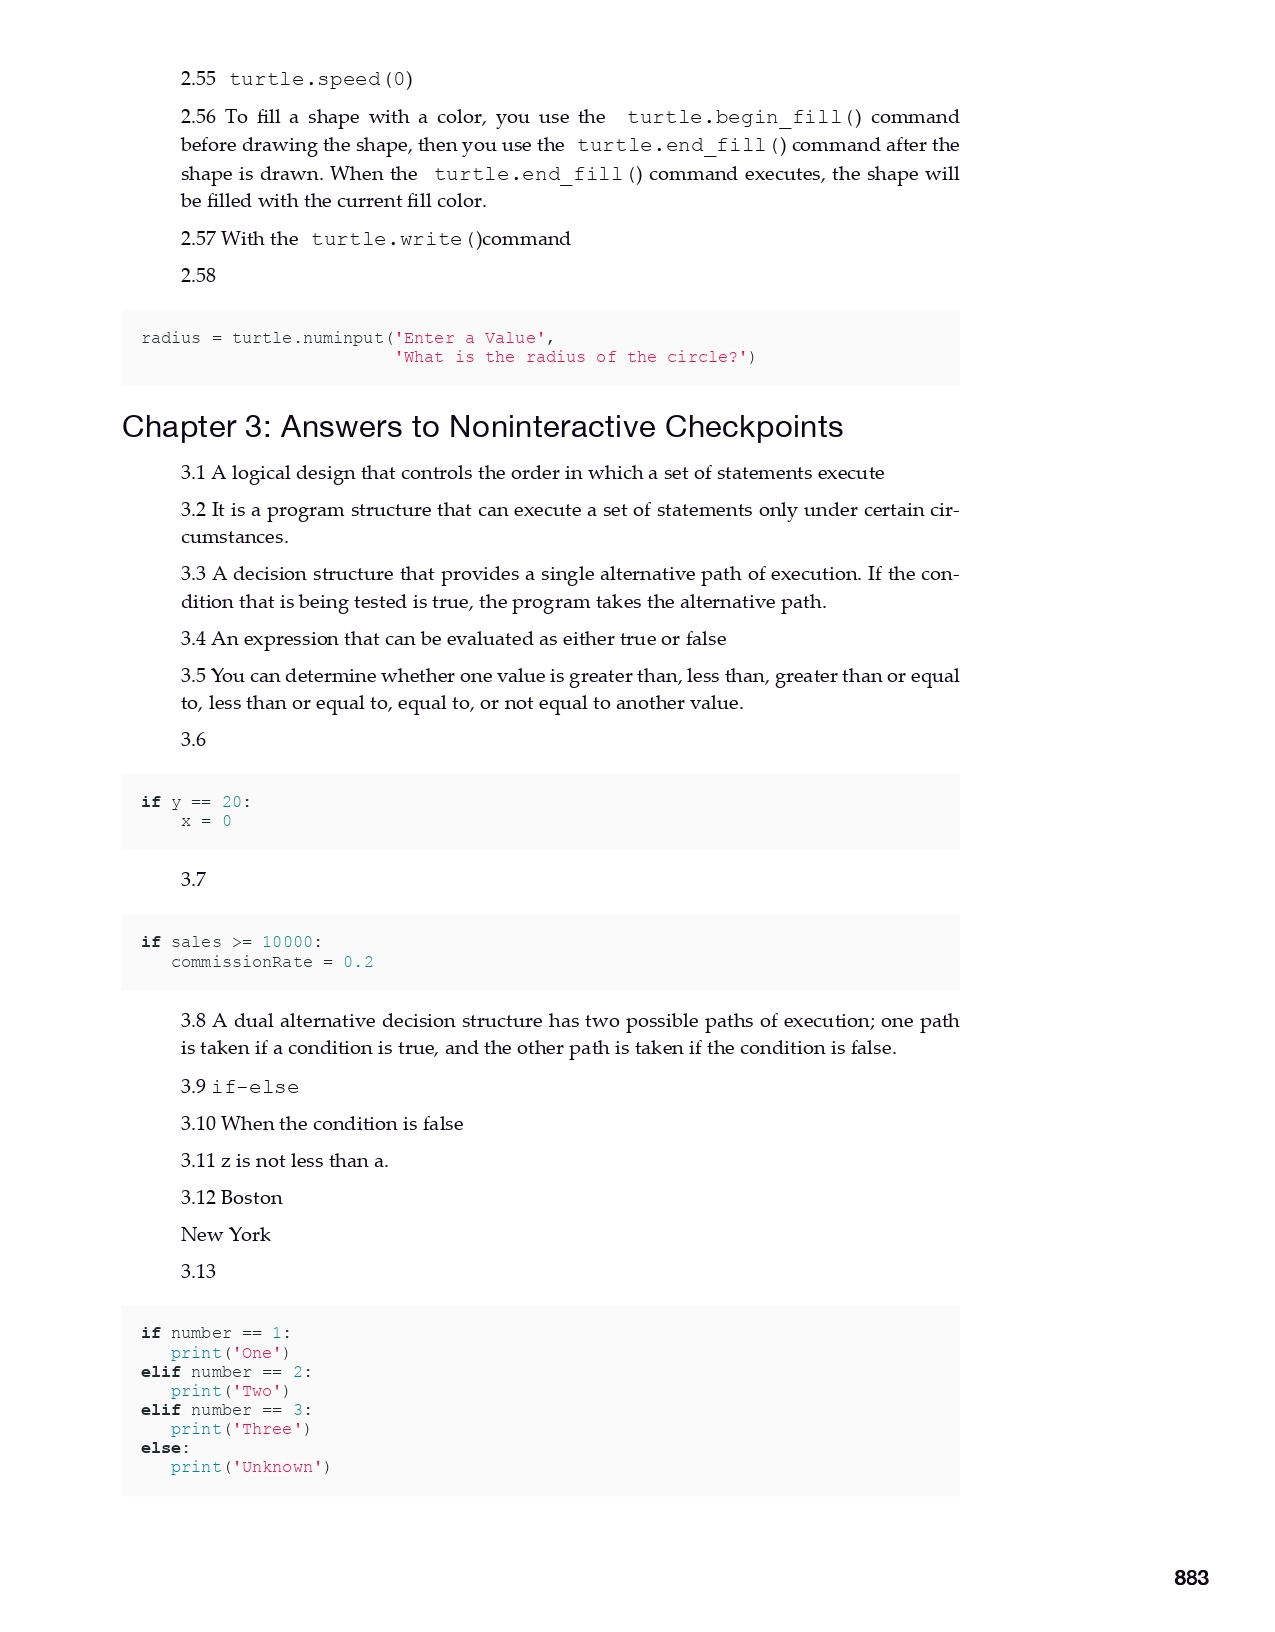 2.55 turtle.speed(0)
2.56 To fill a shape with a color, you use the turtle.begin_fill() command
before drawing the shape, then you use the turtle.end_fill() command after the
shape is drawn. When the turtle.end_fill() command executes, the shape will
be filled with the current fill color.
2.57 With the turtle.write()command
2.58
radius = turtle.numinput('Enter a Value',
                         'What is the radius of the circle?')
Chapter 3: Answers to Noninteractive Checkpoints
3.1 A logical design that controls the order in which a set of statements execute
3.2 It is a program structure that can execute a set of statements only under certain cir-
cumstances.
3.3 A decision structure that provides a single alternative path of execution. If the con-
dition that is being tested is true, the program takes the alternative path.
3.4 An expression that can be evaluated as either true or false
3.5 You can determine whether one value is greater than, less than, greater than or equal
to, less than or equal to, equal to, or not equal to another value.
3.6
if y == 20:
    x = 0
3.7
if sales >= 10000:
   commissionRate = 0.2
3.8 A dual alternative decision structure has two possible paths of execution; one path
is taken if a condition is true, and the other path is taken if the condition is false.
3.9 if-else
3.10 When the condition is false
3.11 z is not less than a.
3.12 Boston
New York
3.13
if number == 1:
   print('One')
elif number == 2:
   print('Two')
elif number == 3:
   print('Three')
else:
   print('Unknown')
883